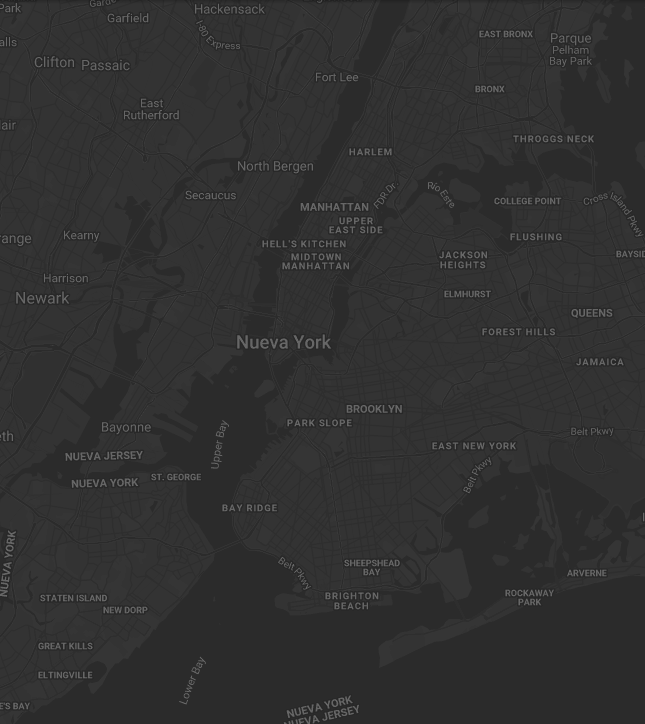 Park
Garfield
Hackensack
I-80 Express
EAST BRONX
Parque
Pelham
Bay Park
Clifton
Passaic
Fort Lee
BRONX
East
Rutherford
THROGGS NECK
HARLEM
North Bergen
Secaucus
MANHATTAN
FDR Dr
Río Este
COLLEGE POINT
Cross Island Pkwy
UPPER
EAST SIDE
Kearny
HELL'S KITCHEN
FLUSHING
MIDTOWN
MANHATTAN
JACKSON
HEIGHTS
Harrison
Newark
ELMHURST
QUEENS
FOREST HILLS
Nueva York
JAMAICA
BROOKLYN
PARK SLOPE
Bayonne
Upper Bay
Belt Pkwy
EAST NEW YORK
NUEVA JERSEY
NUEVA YORK
ST. GEORGE
Belt Pkwy
BAY RIDGE
NUEVA YORK
Belt Pkwy
SHEEPSHEAD
BAY
ARVERNE
STATEN ISLAND
NEW DORP
BRIGHTON
BEACH
ROCKAWAY
PARK
GREAT KILLS
ELTINGVILLE
Lower Bay
E'S BAY
NUEVA YORK
NUEVA JERSEY